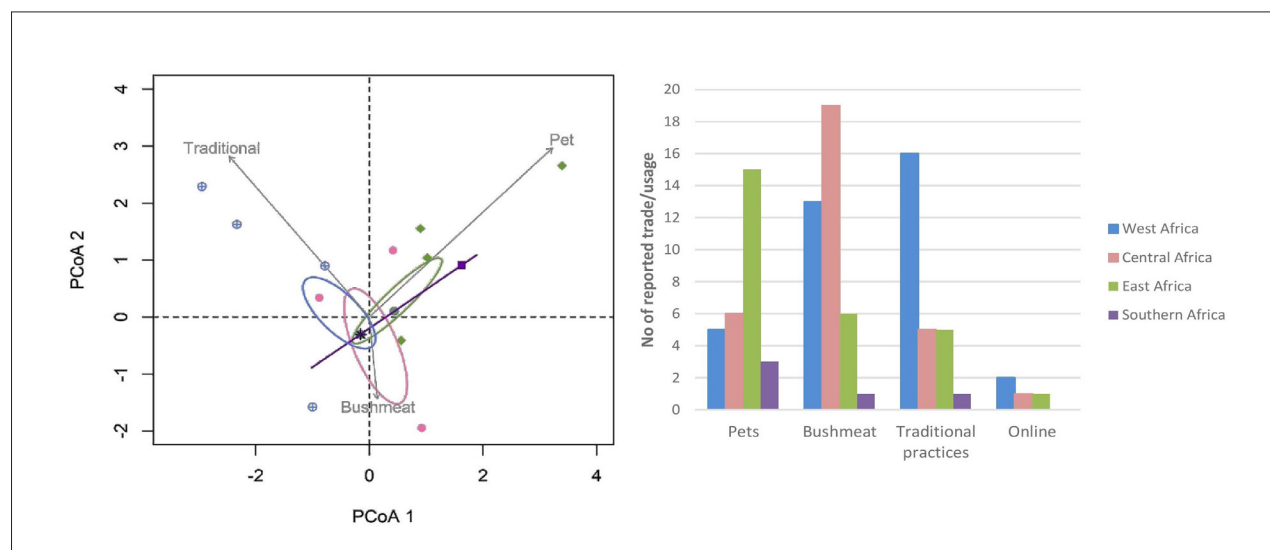 4
3
2
1
0
-1
-2
PCoA 2
Traditional
Pet
Bushmeat
-2 0 2 4
PCoA 1
20
18
16
14
12
10
8
6
4
2
0
No of reported trade/usage
Pets Bushmeat Traditional Online
practices
West Africa
Central Africa
East Africa
Southern Africa